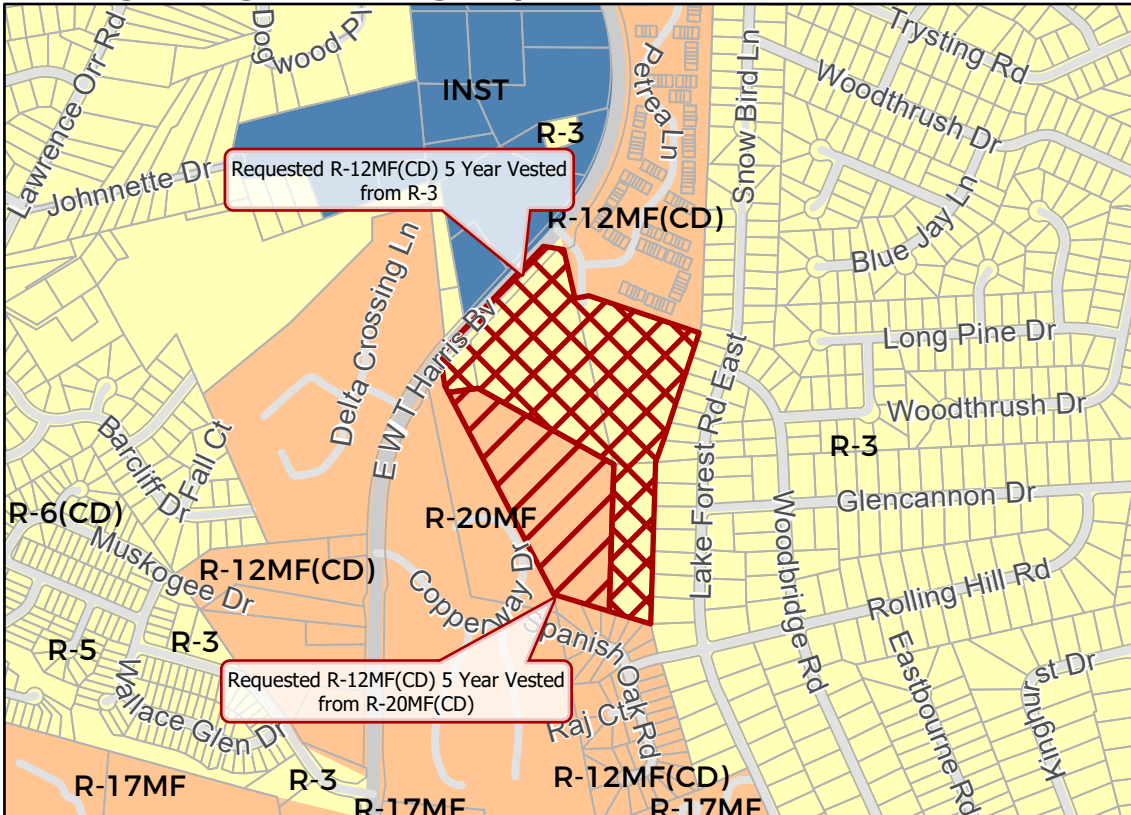 Lawrence Orr Rd
Dog
wood Pl
INST
R-3
Petrea Ln
Snow Bird Ln
Trysting Rd
Woodthrush Dr
Johnnette Dr
Requested R-12MF(CD) 5 Year Vested
from R-3
R-12MF(CD)
Blue Jay Ln
Delta Crossing Ln
E W T Harris Bv
Long Pine Dr
Lake Forest Rd East
Woodthrush Dr
R-3
Barcliff Dr
Fall Ct
Glencannon Dr
R-6(CD)
R-20MF
Muskogee Dr
R-12MF(CD)
Copper
way Dr
Woodbridge Rd
Rolling Hill Rd
R-5
R-3
Spanish Oak Rd
Eastbourne Rd
Requested R-12MF(CD) 5 Year Vested
from R-20MF(CD)
Wallace Glen Dr
Raj Ct
Kinghurst Dr
R-17MF
R-3
R-12MF(CD)
R-17MF
R-17MF